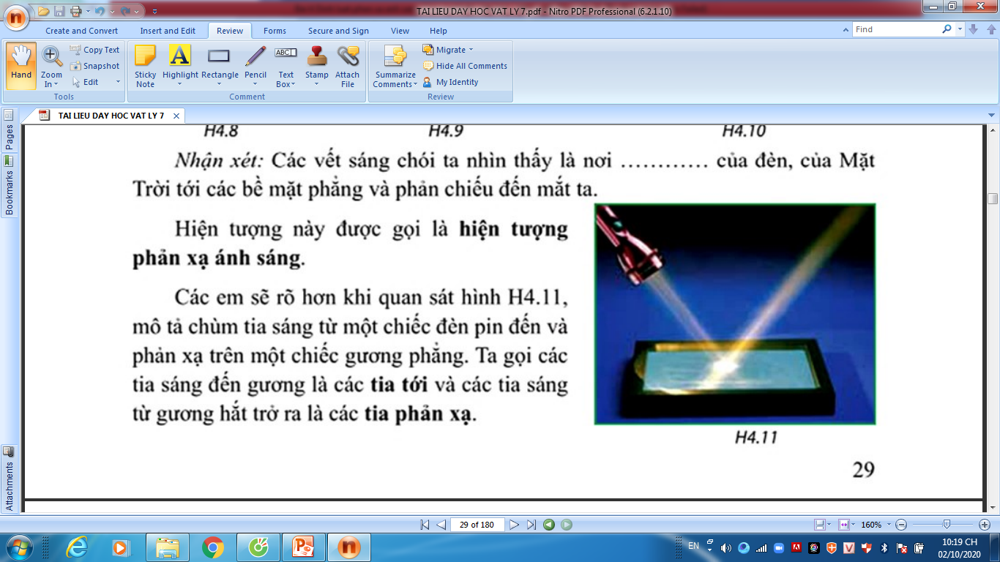 TAI LIEU DAY HOC VAT LY 7.pdf - Nitro PDF Professional (6.2.1.10)
Create and Convert Insert and Edit Review Forms Secure and Sign View Help Find
Hand Zoom In Copy Text Snapshot Edit Sticky Note Highlight Rectangle Pencil Text Box Stamp Attach File Summarize Comments Migrate Hide All Comments My Identity
Tools Comment Review
TAI LIEU DAY HOC VAT LY 7
Pages
Bookmarks
Attachments
H4.8 H4.9 H4.10
Nhận xét: Các vết sáng chói ta nhìn thấy là nơi ………… của đèn, của Mặt
Trời tới các bề mặt phẳng và phản chiếu đến mắt ta.
Hiện tượng này được gọi là hiện tượng
phản xạ ánh sáng.
Các em sẽ rõ hơn khi quan sát hình H4.11,
mô tả chùm tia sáng từ một chiếc đèn pin đến và
phản xạ trên một chiếc gương phẳng. Ta gọi các
tia sáng đến gương là các tia tới và các tia sáng
từ gương hắt trở ra là các tia phản xạ.
H4.11
29
29 of 180 160%
EN 10:19 CH
02/10/2020